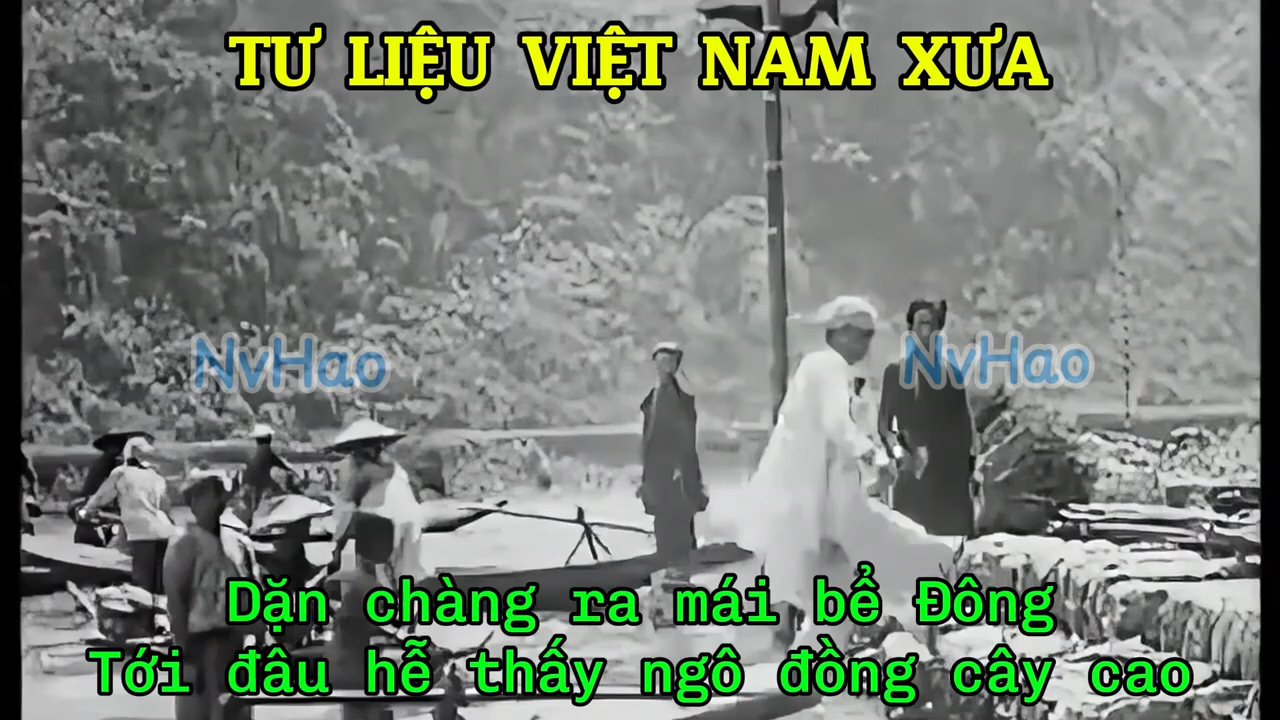 TƯ LIỆU VIỆT NAM XƯA
NvHao NvHao
Dặn chàng ra mái bể Đông
Tới đâu hễ thấy ngô đồng cây cao